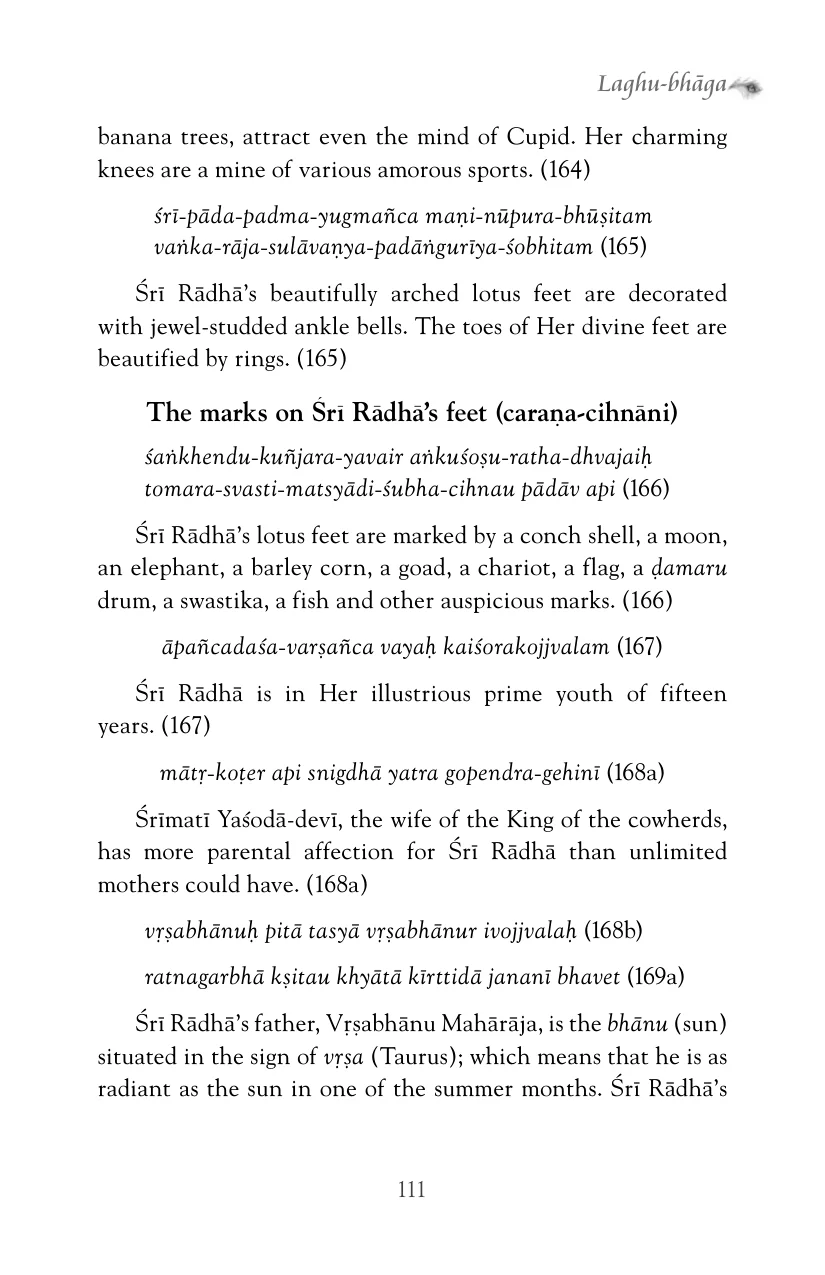 Laghu-bhāga
banana trees, attract even the mind of Cupid. Her charming
knees are a mine of various amorous sports. (164)
śrī-pāda-padma-yugmañca maṇi-nūpura-bhūṣitam
vaṅka-rāja-sulāvaṇya-padāṅgurīya-śobhitam (165)
Śrī Rādhā’s beautifully arched lotus feet are decorated
with jewel-studded ankle bells. The toes of Her divine feet are
beautified by rings. (165)
The marks on Śrī Rādhā’s feet (caraṇa-cihnāni)
śaṅkhendu-kuñjara-yavair aṅkuśoṣu-ratha-dhvajaiḥ
tomara-svasti-matsyādi-śubha-cihnau pādāv api (166)
Śrī Rādhā’s lotus feet are marked by a conch shell, a moon,
an elephant, a barley corn, a goad, a chariot, a flag, a ḍamaru
drum, a swastika, a fish and other auspicious marks. (166)
āpañcadaśa-varṣañca vayaḥ kaiśorakojjvalam (167)
Śrī Rādhā is in Her illustrious prime youth of fifteen
years. (167)
mātṛ-koṭer api snigdhā yatra gopendra-gehinī (168a)
Śrīmatī Yaśodā-devī, the wife of the King of the cowherds,
has more parental affection for Śrī Rādhā than unlimited
mothers could have. (168a)
vṛṣabhānuḥ pitā tasyā vṛṣabhānur ivojjvalaḥ (168b)
ratnagarbhā kṣitau khyātā kīrttidā jananī bhavet (169a)
Śrī Rādhā’s father, Vṛṣabhānu Mahārāja, is the bhānu (sun)
situated in the sign of vṛṣa (Taurus); which means that he is as
radiant as the sun in one of the summer months. Śrī Rādhā’s
111